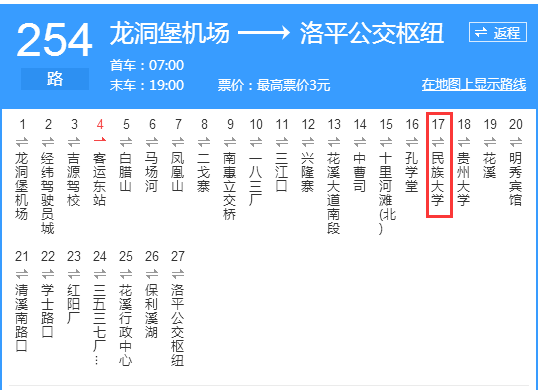 254
路
龙洞堡机场 → 洛平公交枢纽
返程
首车：07:00
末车：19:00
票价：最高票价3元
在地图上显示路线
1 龙洞堡机场
2 经纬驾驶员城
3 吉源驾校
4 客运东站
5 白腊山
6 马场河
7 凤凰山
8 二戈寨
9 南惠立交桥
10 一八三厂
11 三江口
12 兴隆寨
13 花溪大道南段
14 中曹司
15 十里河滩(北)
16 孔学堂
17 民族大学
18 贵州大学
19 花溪
20 明秀宾馆
21 清溪南路口
22 学士路口
23 红阳厂
24 三五三七厂…
25 花溪行政中心
26 保利溪湖
27 洛平公交枢纽